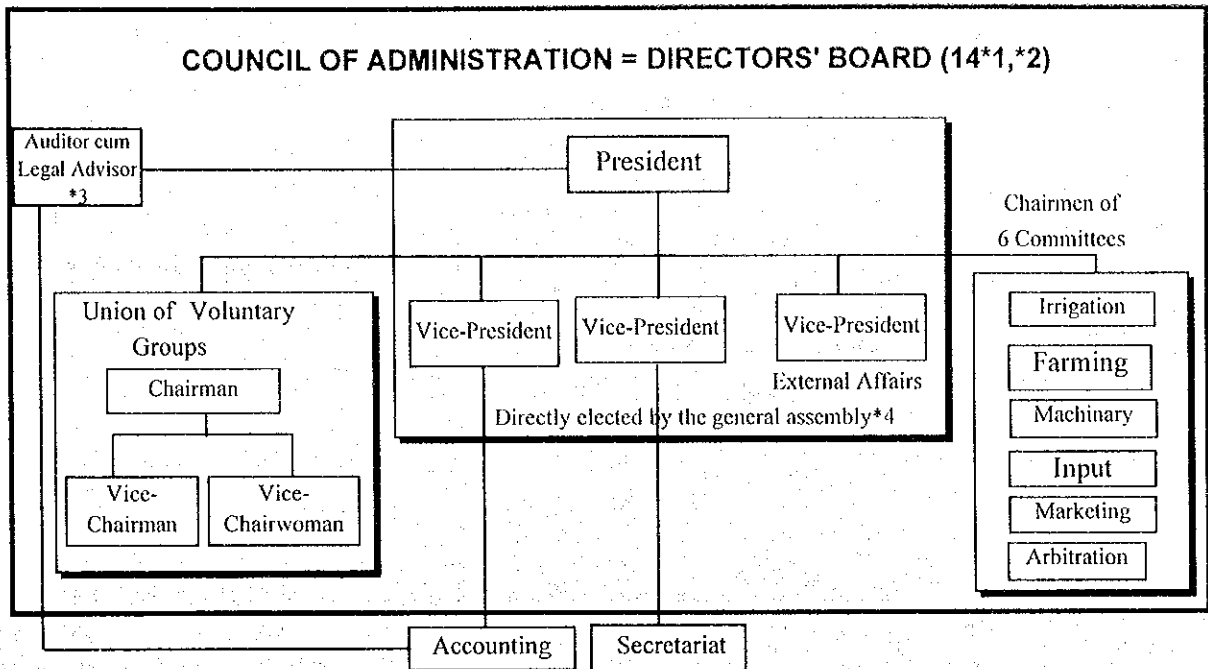 COUNCIL OF ADMINISTRATION = DIRECTORS' BOARD (14*1,*2)
Auditor cum
Legal Advisor
*3
President
Chairmen of
6 Committees
Union of Voluntary
Groups
Chairman
Vice-
Chairman
Vice-
Chairwoman
Vice-President
Vice-President
Vice-President
External Affairs
Directly elected by the general assembly*4
Irrigation
Farming
Machinary
Input
Marketing
Arbitration
Accounting
Secretariat